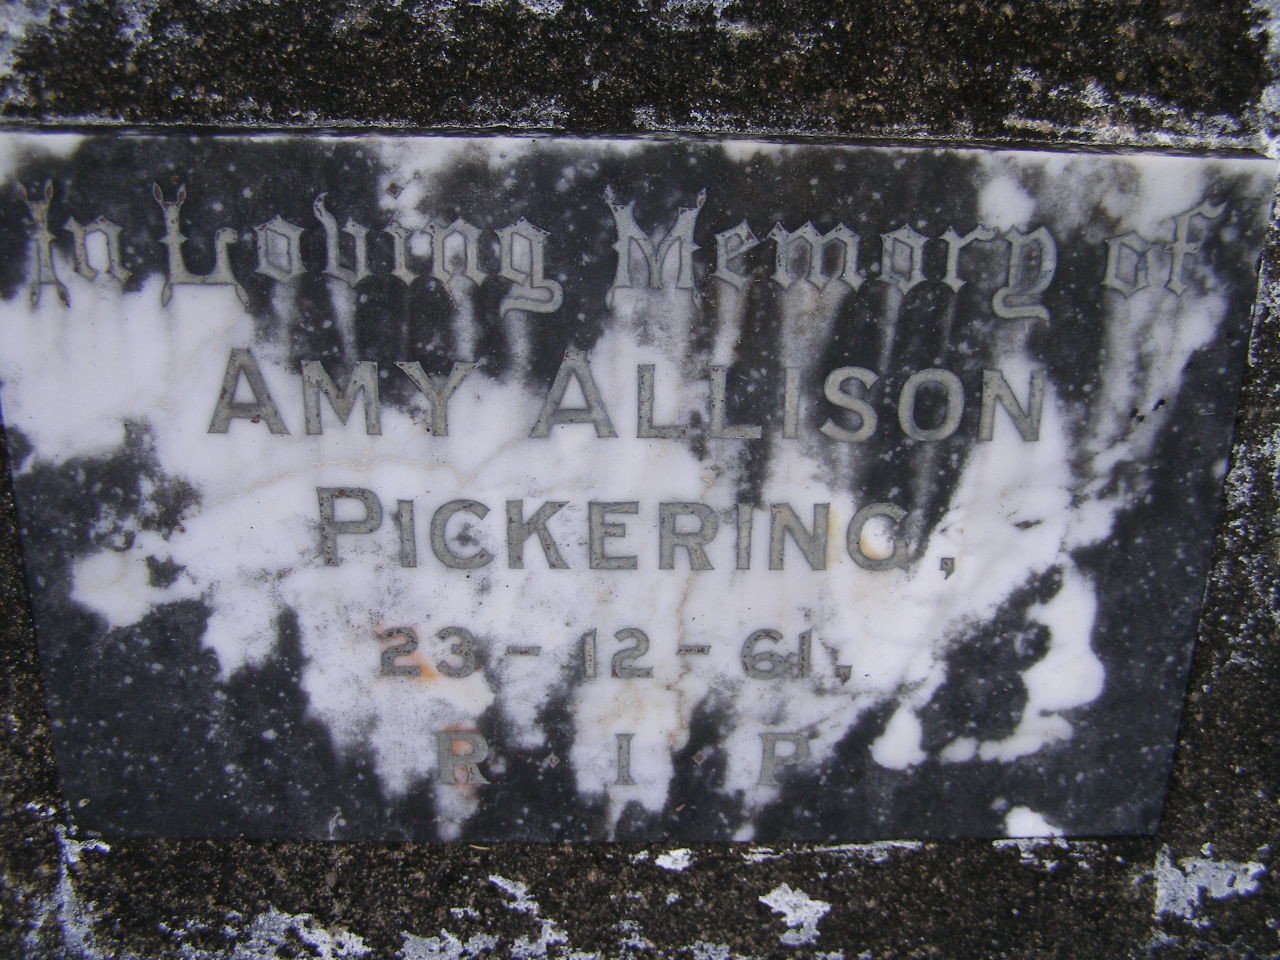 In Loving Memory of
AMY ALLISON
PICKERING,
23-12-61.
R·I·P